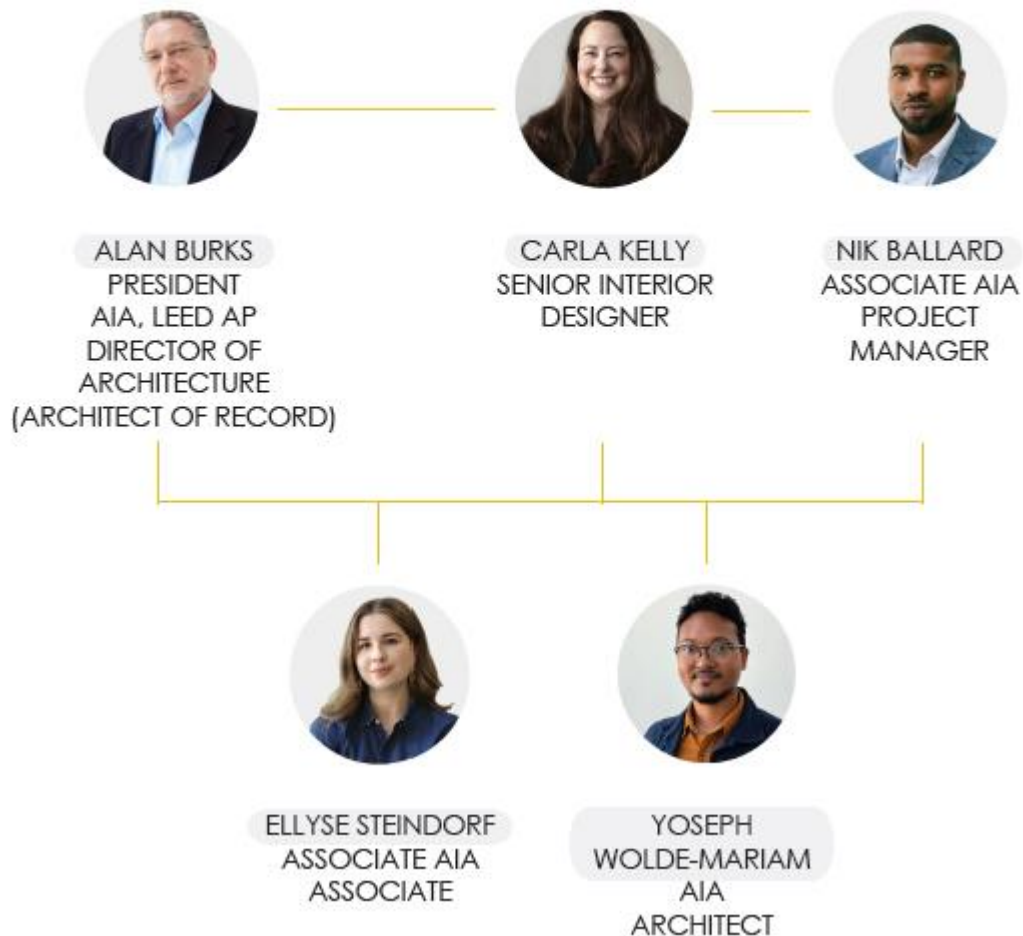 ALAN BURKS
PRESIDENT
AIA, LEED AP
DIRECTOR OF
ARCHITECTURE
(ARCHITECT OF RECORD)
CARLA KELLY
SENIOR INTERIOR
DESIGNER
NIK BALLARD
ASSOCIATE AIA
PROJECT
MANAGER
ELLYSE STEINDORF
ASSOCIATE AIA
ASSOCIATE
YOSEPH
WOLDE-MARIAM
AIA
ARCHITECT